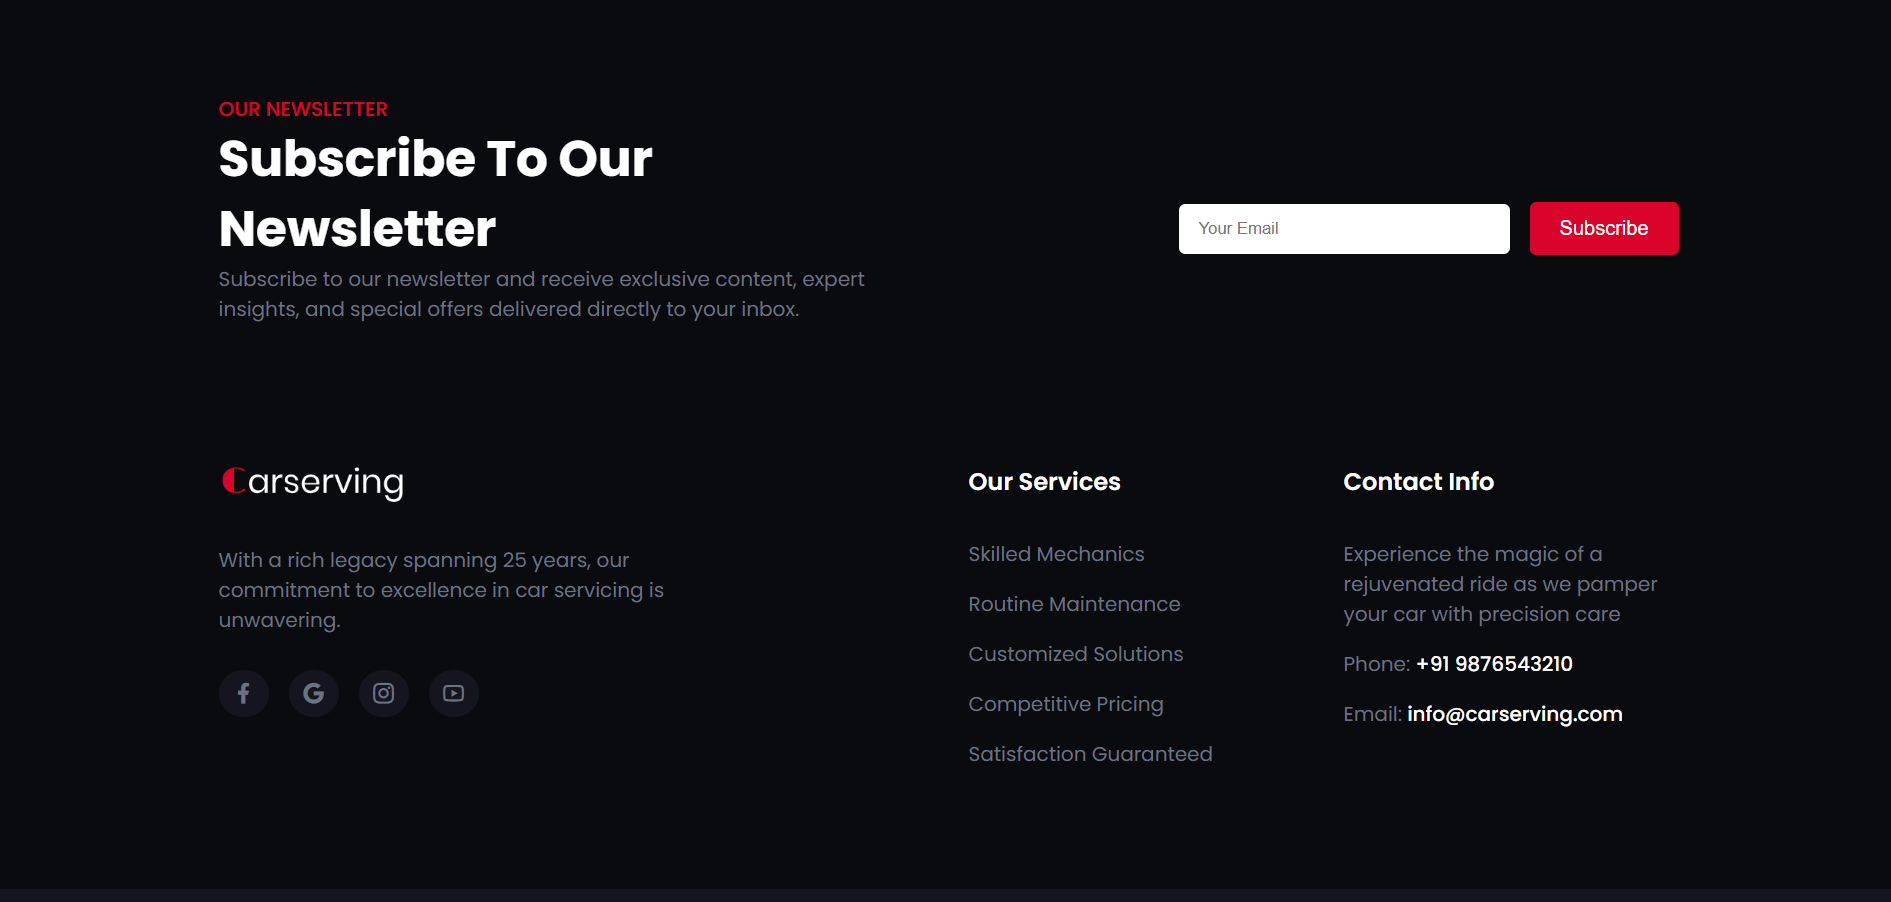 OUR NEWSLETTER
Subscribe To Our
Newsletter
Subscribe to our newsletter and receive exclusive content, expert
insights, and special offers delivered directly to your inbox.
Your Email
Subscribe
Carserving
With a rich legacy spanning 25 years, our
commitment to excellence in car servicing is
unwavering.
Our Services
Skilled Mechanics
Routine Maintenance
Customized Solutions
Competitive Pricing
Satisfaction Guaranteed
Contact Info
Experience the magic of a
rejuvenated ride as we pamper
your car with precision care
Phone: +91 9876543210
Email: info@carserving.com